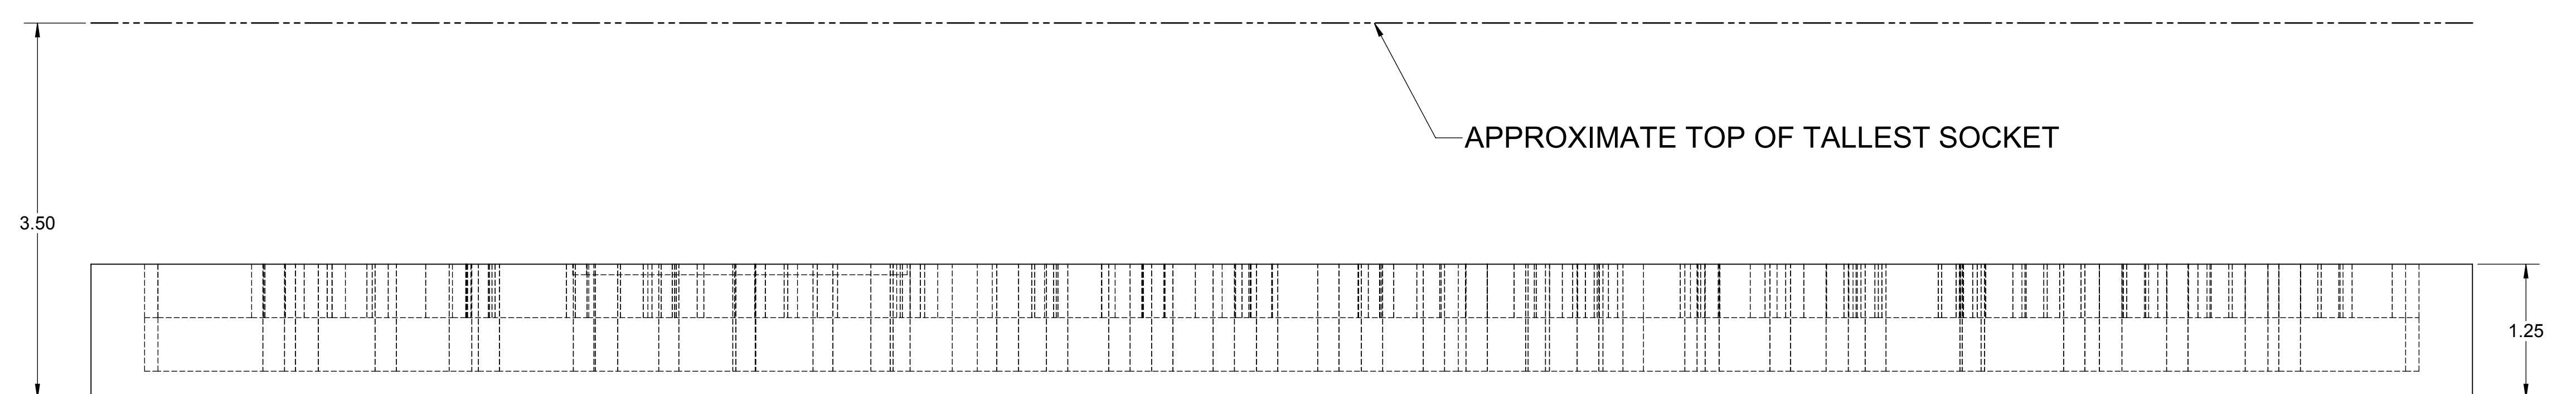 APPROXIMATE TOP OF TALLEST SOCKET
3.50
1.25